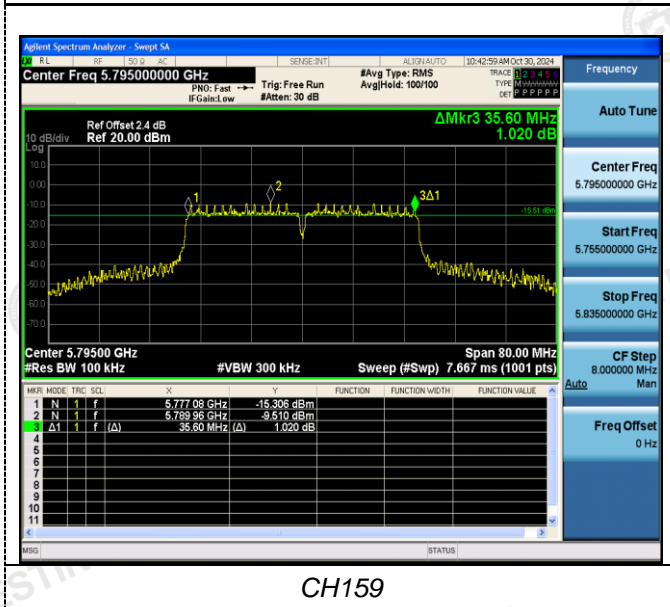 Agilent Spectrum Analyzer - Swept SA
RL RF 50 Ω AC SENSE:INT ALIGNAUTO 10:42:59 AM Oct 30, 2024
Center Freq 5.795000000 GHz
PNO: Fast
IFGain:Low
Trig: Free Run
#Atten: 30 dB
#Avg Type: RMS
Avg|Hold: 100/100
TRACE 1 2 3 4 5 6
TYPE MWWWWW
DET P P P P P P
Frequency
Auto Tune
Center Freq
5.795000000 GHz
Start Freq
5.755000000 GHz
Stop Freq
5.835000000 GHz
CF Step
8.000000 MHz
Auto Man
Freq Offset
0 Hz
ΔMkr3 35.60 MHz
1.020 dB
Ref Offset 2.4 dB
Ref 20.00 dBm
10 dB/div
Log
10.0
0.00
-10.0
-20.0
-30.0
-40.0
-50.0
-60.0
-70.0
1
2
3Δ1
-15.51 dBm
Center 5.79500 GHz Span 80.00 MHz
#Res BW 100 kHz #VBW 300 kHz Sweep (#Swp) 7.667 ms (1001 pts)
MKR MODE TRC SCL X Y FUNCTION FUNCTION WIDTH FUNCTION VALUE
1 N 1 f 5.777 08 GHz -15.306 dBm
2 N 1 f 5.789 96 GHz -9.510 dBm
3 Δ1 1 f (Δ) 35.60 MHz (Δ) 1.020 dB
4
5
6
7
8
9
10
11
MSG STATUS
CH159